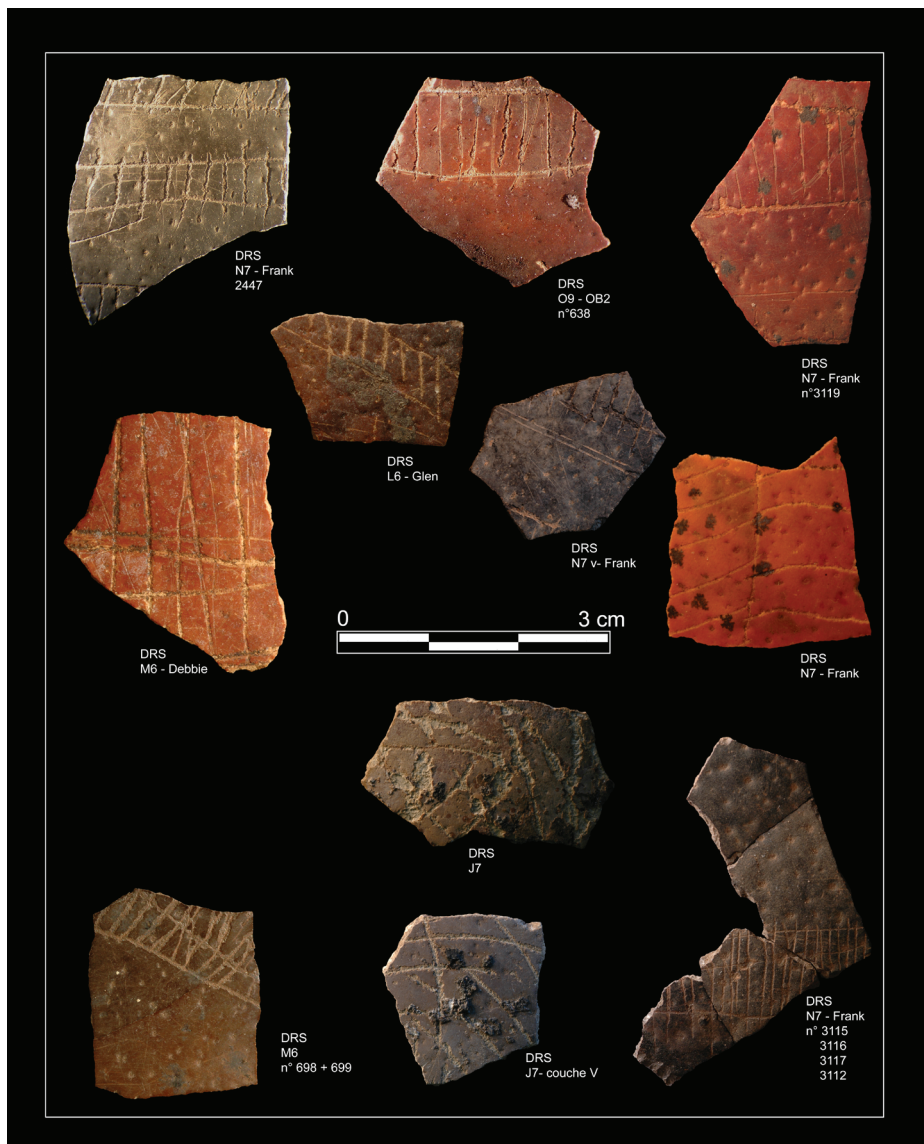 DRS
N7 - Frank
2447
DRS
O9 - OB2
n°638
DRS
N7 - Frank
n°3119
DRS
L6 - Glen
DRS
N7 v- Frank
DRS
M6 - Debbie
0 3 cm
DRS
N7 - Frank
DRS
J7
DRS
M6
n° 698 + 699
DRS
J7- couche V
DRS
N7 - Frank
n° 3115
3116
3117
3112